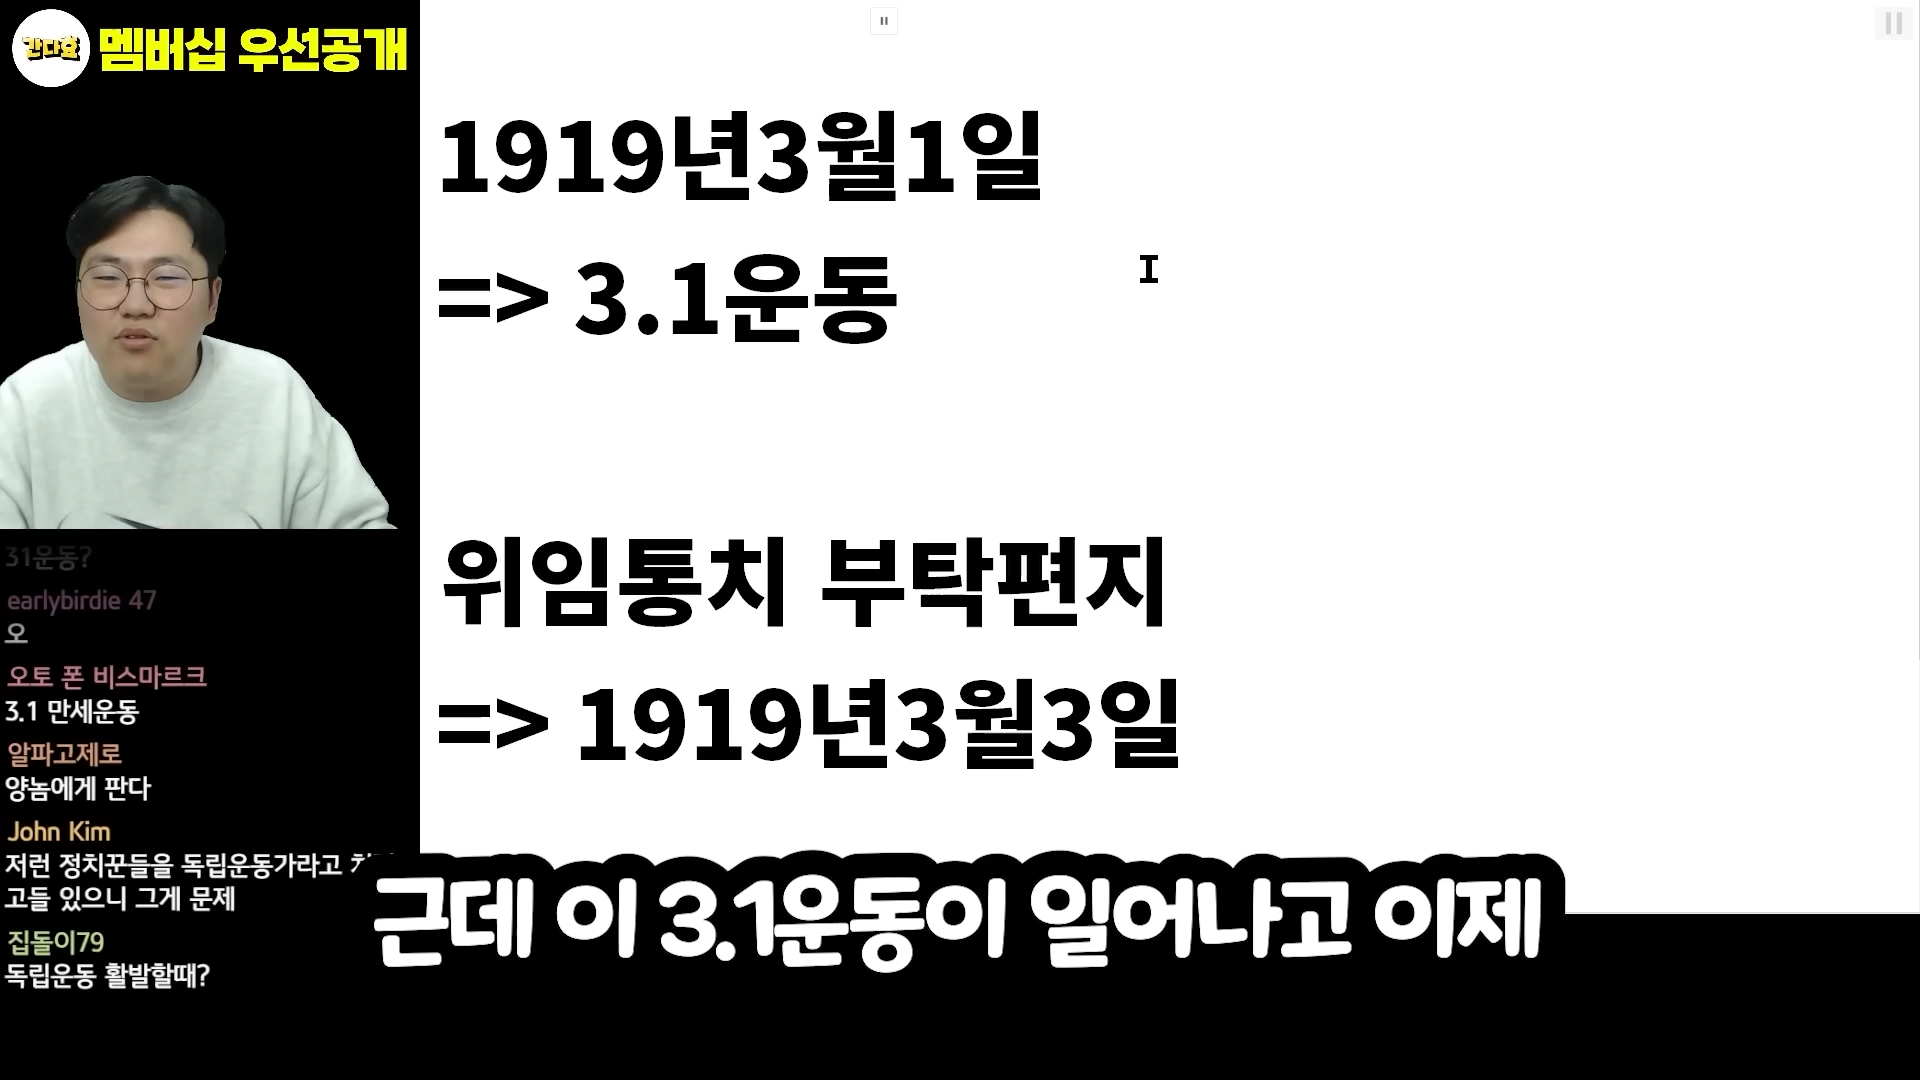 간다효
멤버십 우선공개
1919년3월1일
=> 3.1운동
위임통치 부탁편지
=> 1919년3월3일
31운동?
earlybirdie 47
오
오토 폰 비스마르크
3.1 만세운동
알파고제로
양놈에게 판다
John Kim
저런 정치꾼들을 독립운동가라고
고들 있으니 그게 문제
집돌이79
독립운동 활발할때?
근데 이 3.1운동이 일어나고 이제